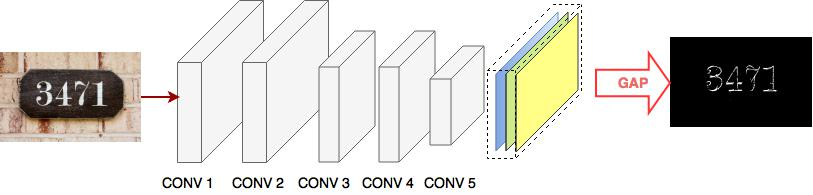 3471
GAP
3471
CONV 1
CONV 2
CONV 3
CONV 4
CONV 5